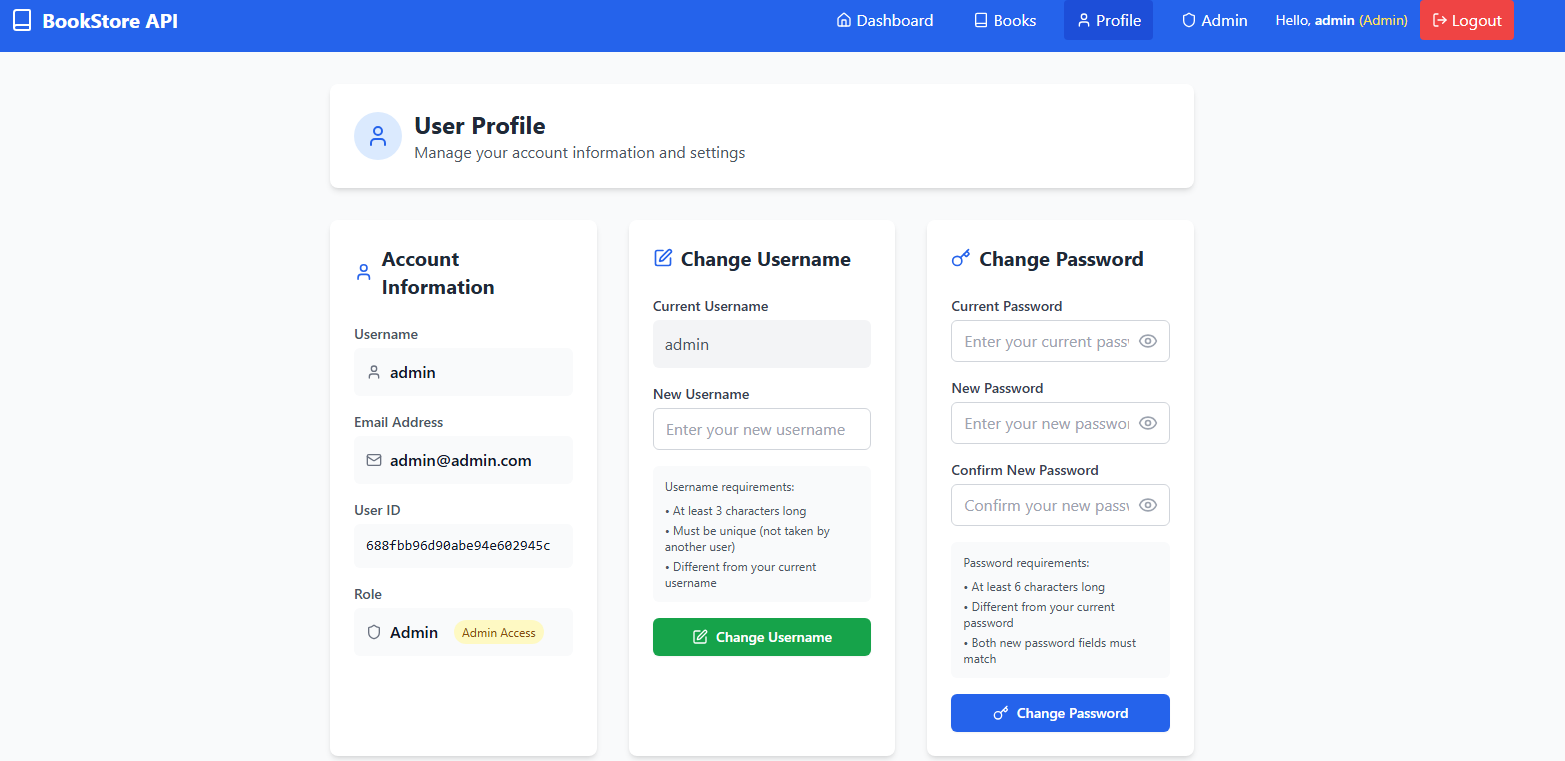 BookStore API
Dashboard
Books
Profile
Admin
Hello, admin (Admin)
Logout
User Profile
Manage your account information and settings
Account
Information
Username
admin
Email Address
admin@admin.com
User ID
688fbb96d90abe94e602945c
Role
Admin
Admin Access
Change Username
Current Username
admin
New Username
Enter your new username
Username requirements:
• At least 3 characters long
• Must be unique (not taken by
another user)
• Different from your current
username
Change Username
Change Password
Current Password
Enter your current pass
New Password
Enter your new passwor
Confirm New Password
Confirm your new pass
Password requirements:
• At least 6 characters long
• Different from your current
password
• Both new password fields must
match
Change Password